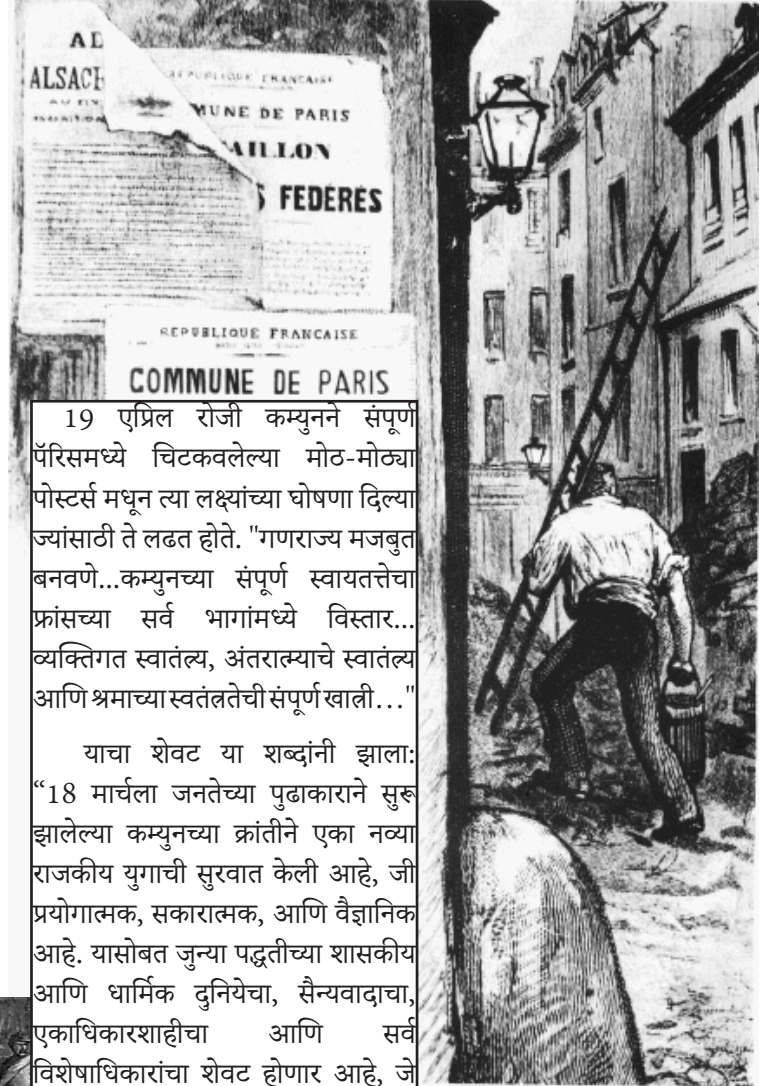 AD
ALSACE
REPUBLIQUE FRANCAISE
MUNE DE PARIS
AILLON
S FEDERÉS
REPUBLIQUE FRANCAISE
COMMUNE DE PARIS
19 एप्रिल रोजी कम्युनने संपूर्ण
पॅरिसमध्ये चिटकवलेल्या मोठ-मोठ्या
पोस्टर्स मधून त्या लक्ष्यांच्या घोषणा दिल्या
ज्यांसाठी ते लढत होते. "गणराज्य मजबुत
बनवणे...कम्युनच्या संपूर्ण स्वायतत्तेचा
फ्रांसच्या सर्व भागांमध्ये विस्तार...
व्यक्तिगत स्वातंत्र्य, अंतरात्म्याचे स्वातंत्र्य
आणि श्रमाच्या स्वतंत्रतेची संपूर्ण खात्री…"
याचा शेवट या शब्दांनी झाला:
“18 मार्चला जनतेच्या पुढाकाराने सुरू
झालेल्या कम्युनच्या क्रांतीने एका नव्या
राजकीय युगाची सुरवात केली आहे, जी
प्रयोगात्मक, सकारात्मक, आणि वैज्ञानिक
आहे. यासोबत जुन्या पद्धतीच्या शासकीय
आणि धार्मिक दुनियेचा, सैन्यवादाचा,
एकाधिकारशाहीचा आणि सर्व
विशेषाधिकारांचा शेवट होणार आहे, जे